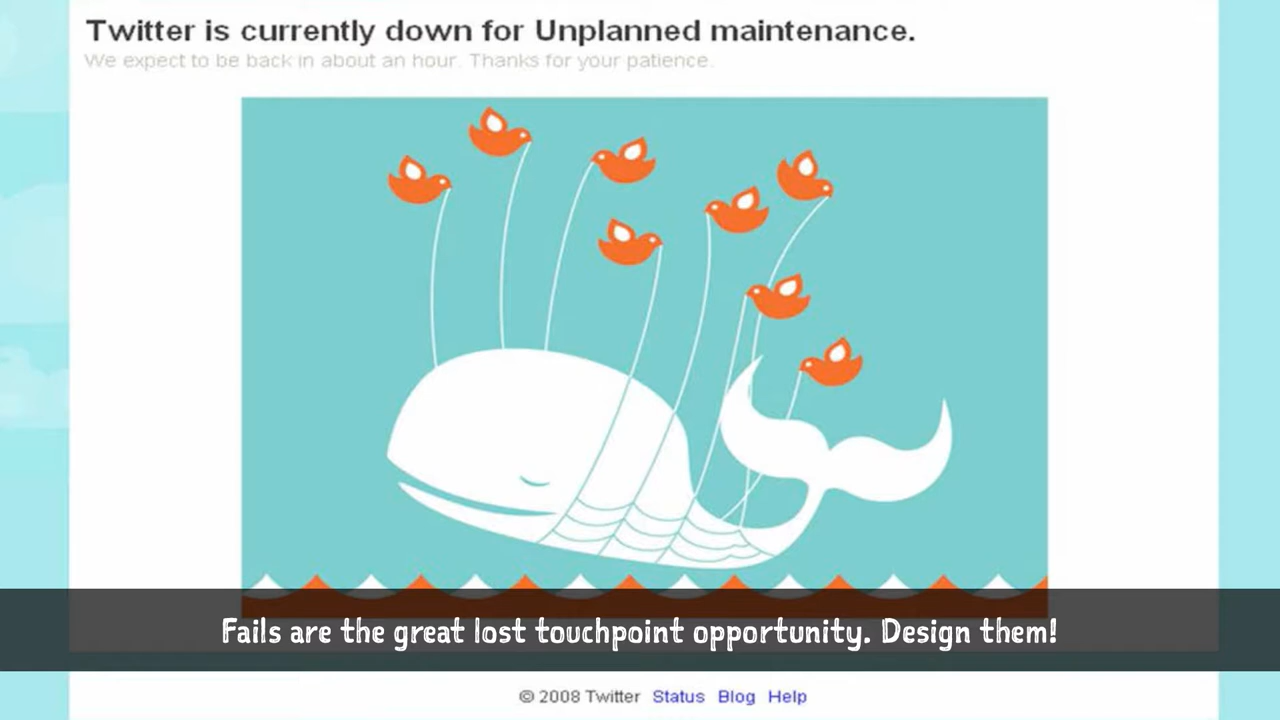 Twitter is currently down for Unplanned maintenance.
We expect to be back in about an hour. Thanks for your patience.
Fails are the great lost touchpoint opportunity. Design them!
© 2008 Twitter Status Blog Help